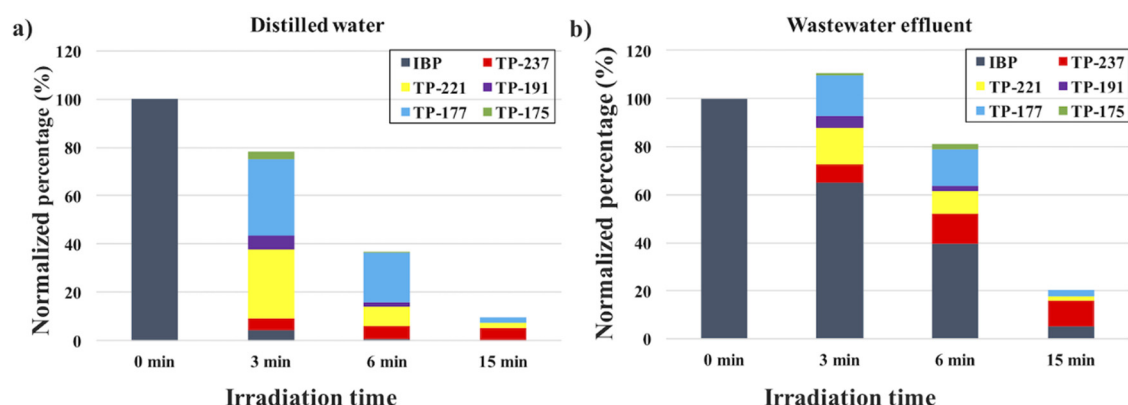 a)
Distilled water
Normalized percentage (%)
120
100
80
60
40
20
0
IBP TP-237
TP-221 TP-191
TP-177 TP-175
0 min 3 min 6 min 15 min
Irradiation time
b)
Wastewater effluent
Normalized percentage (%)
120
100
80
60
40
20
0
IBP TP-237
TP-221 TP-191
TP-177 TP-175
0 min 3 min 6 min 15 min
Irradiation time